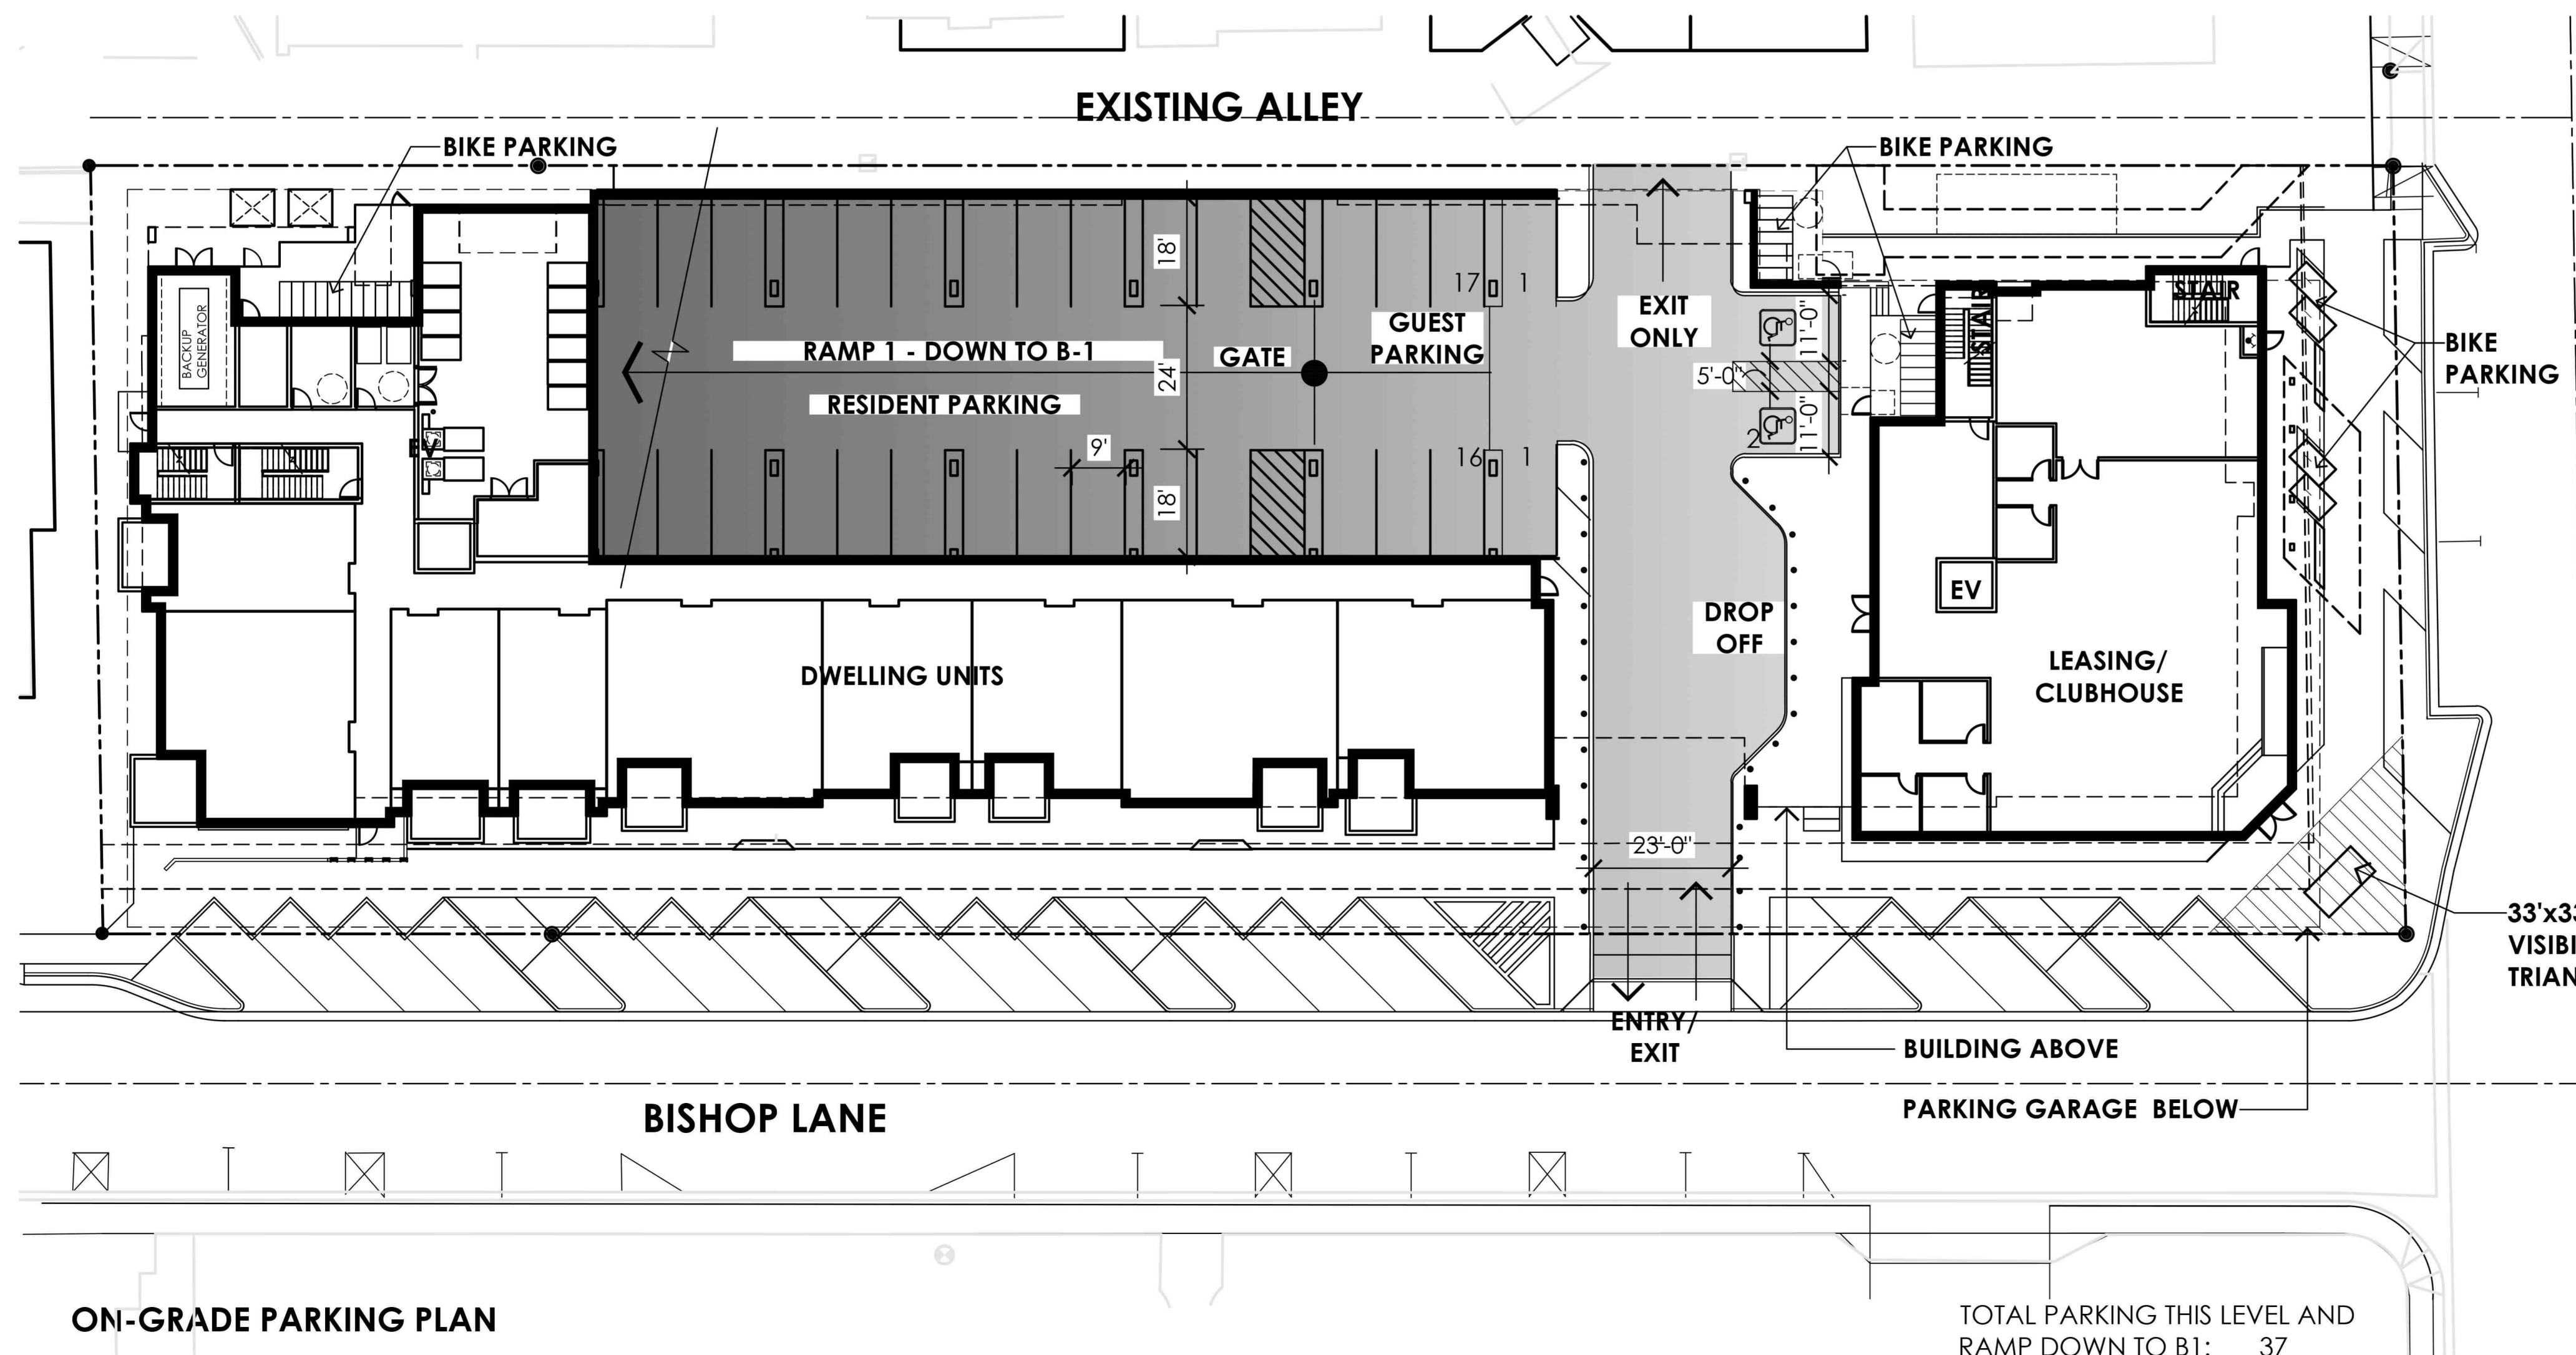 EXISTING ALLEY
BIKE PARKING
BIKE PARKING
BACKUP
GENERATOR
18'
17 1
GUEST
PARKING
EXIT
ONLY
11'-0"
5'-0"
11'-0"
2
STAIR
STAIR
BIKE
PARKING
RAMP 1 - DOWN TO B-1
GATE
24'
RESIDENT PARKING
9'
18'
16 1
EV
DROP
OFF
LEASING/
CLUBHOUSE
DWELLING UNITS
23'-0"
ENTRY/
EXIT
BUILDING ABOVE
PARKING GARAGE BELOW
BISHOP LANE
ON-GRADE PARKING PLAN
TOTAL PARKING THIS LEVEL AND
RAMP DOWN TO B1: 37